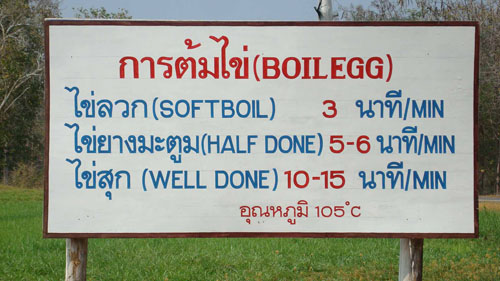 การต้มไข่(BOILEGG)
ไข่ลวก(SOFTBOIL) 3 นาที/MIN
ไข่ยางมะตูม(HALF DONE) 5-6 นาที/MIN
ไข่สุก (WELL DONE) 10-15 นาที/MIN
อุณหภูมิ 105°C